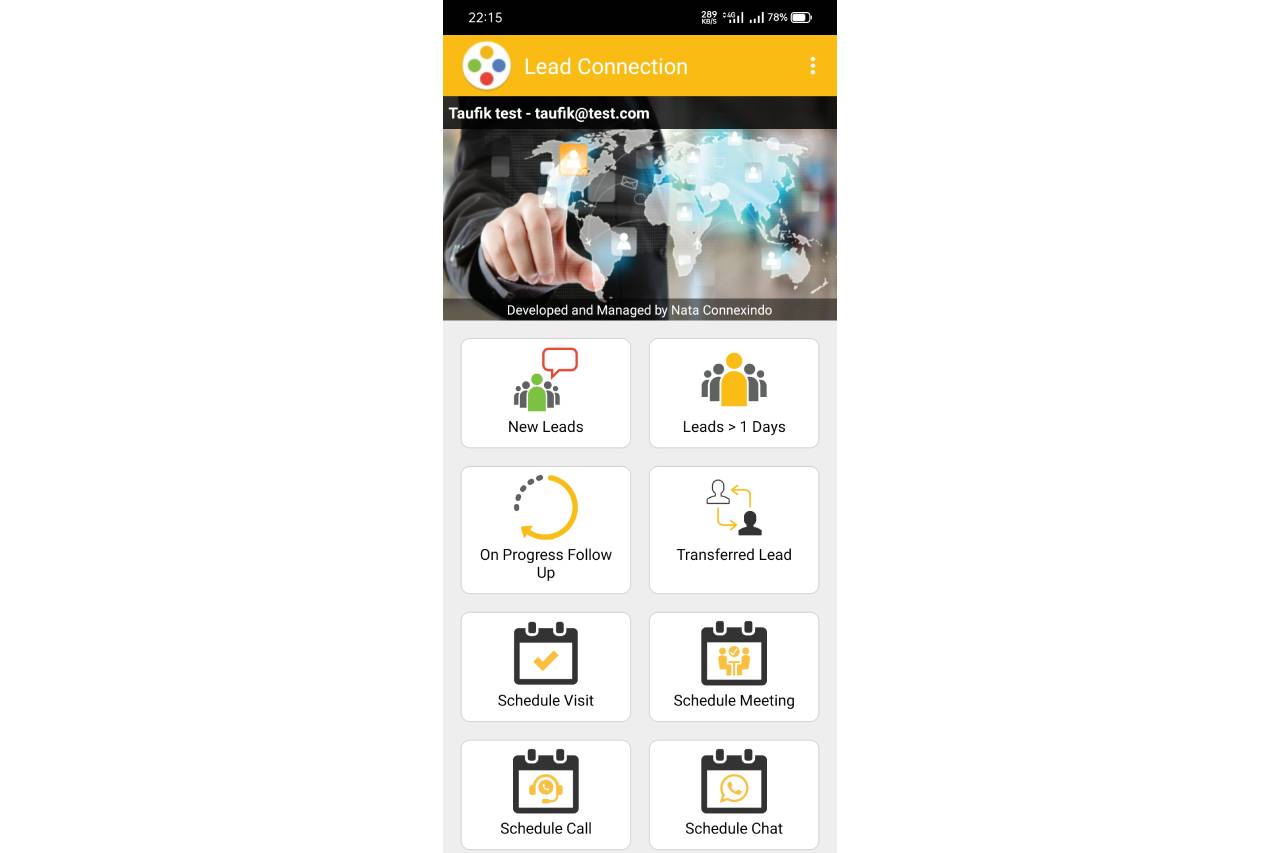 22:15
289
KB/S
4G
78%
Lead Connection
Taufik test - taufik@test.com
Developed and Managed by Nata Connexindo
New Leads
Leads > 1 Days
On Progress Follow
Up
Transferred Lead
Schedule Visit
Schedule Meeting
Schedule Call
Schedule Chat